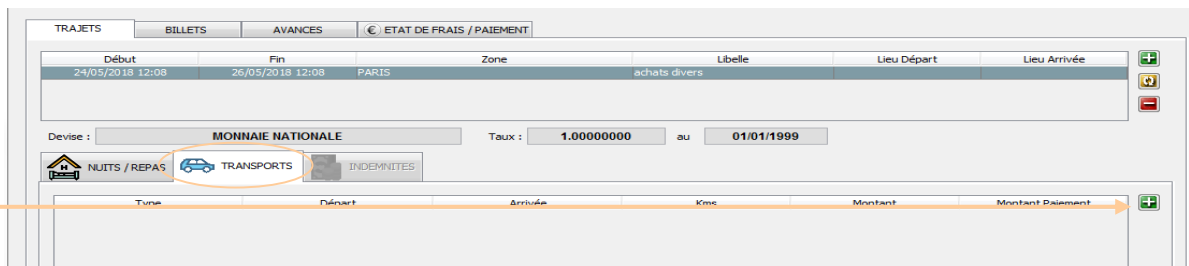 TRAJETS BILLETS AVANCES € ETAT DE FRAIS / PAIEMENT
Début Fin Zone Libelle Lieu Départ Lieu Arrivée
24/05/2018 12:08 26/05/2018 12:08 PARIS achats divers
Devise : MONNAIE NATIONALE Taux : 1.00000000 au 01/01/1999
NUITS / REPAS TRANSPORTS INDEMNITES
Type Départ Arrivée Kms Montant Montant Paiement